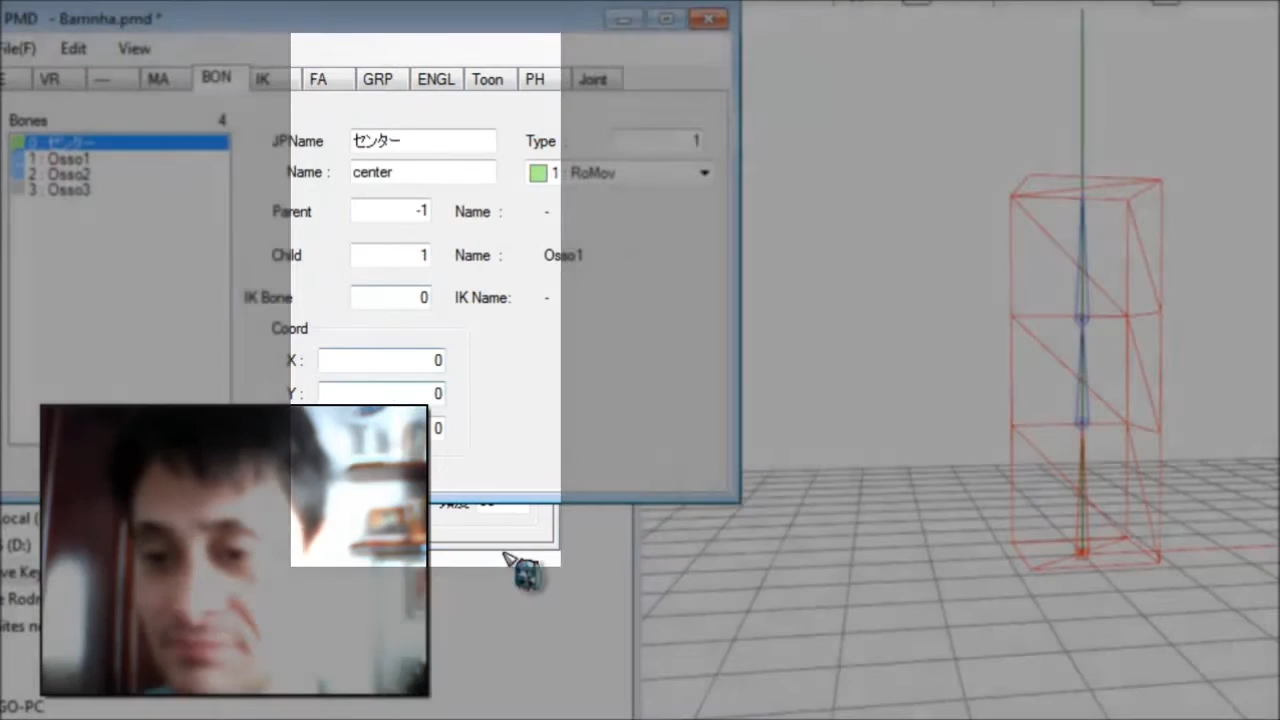 PMD - Barrinha.pmd *
File(F) Edit View
E VR --- MA BON IK FA GRP ENGL Toon PH Joint
Bones 4
0 : センター
1 : Osso1
2 : Osso2
3 : Osso3
JPName センター Type : 1
Name : center 1 : RoMov
Parent -1 Name : -
Child 1 Name : Osso1
IK Bone 0 IK Name: -
Coord
X : 0
Y : 0
0
(D:)
GO-PC